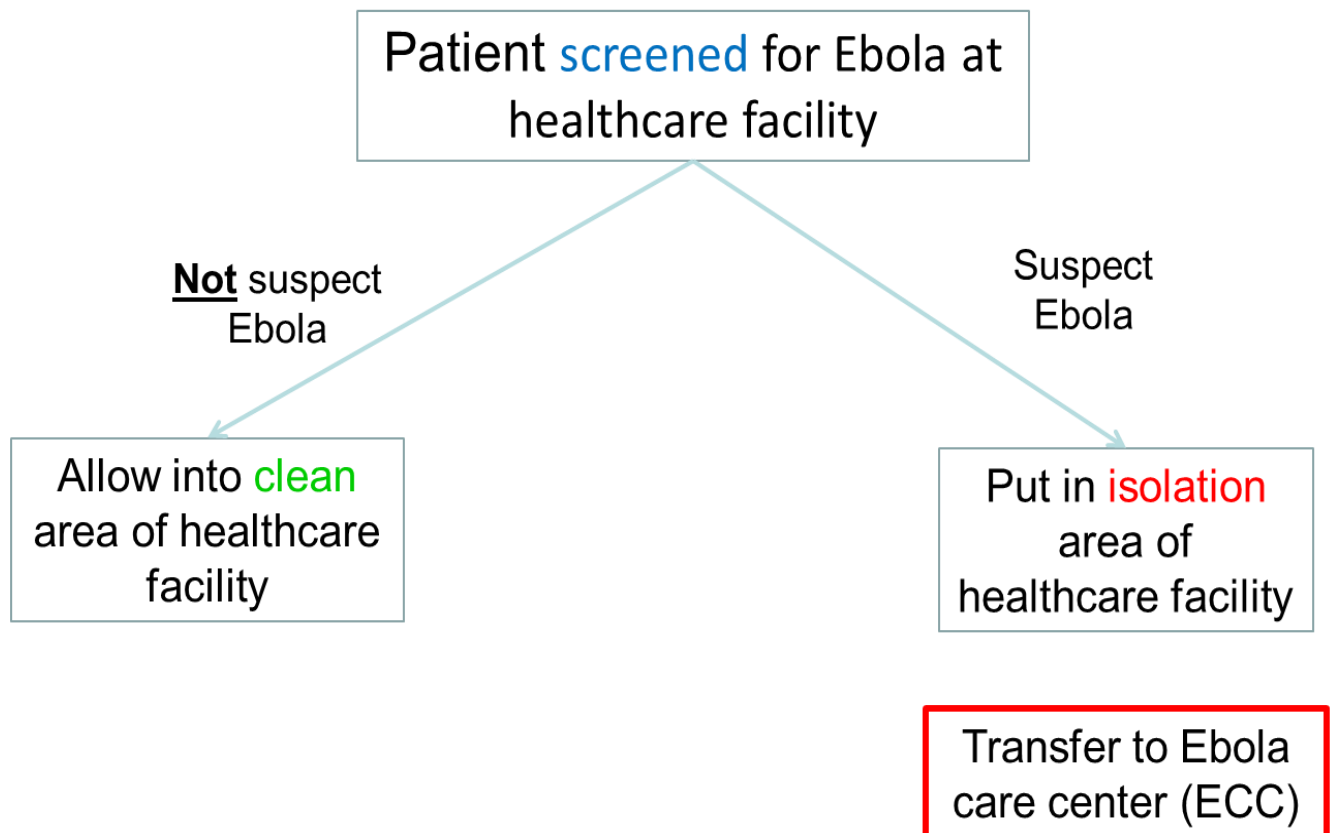 Patient screened for Ebola at
healthcare facility
Not suspect
Ebola
Suspect
Ebola
Allow into clean
area of healthcare
facility
Put in isolation
area of
healthcare facility
Transfer to Ebola
care center (ECC)